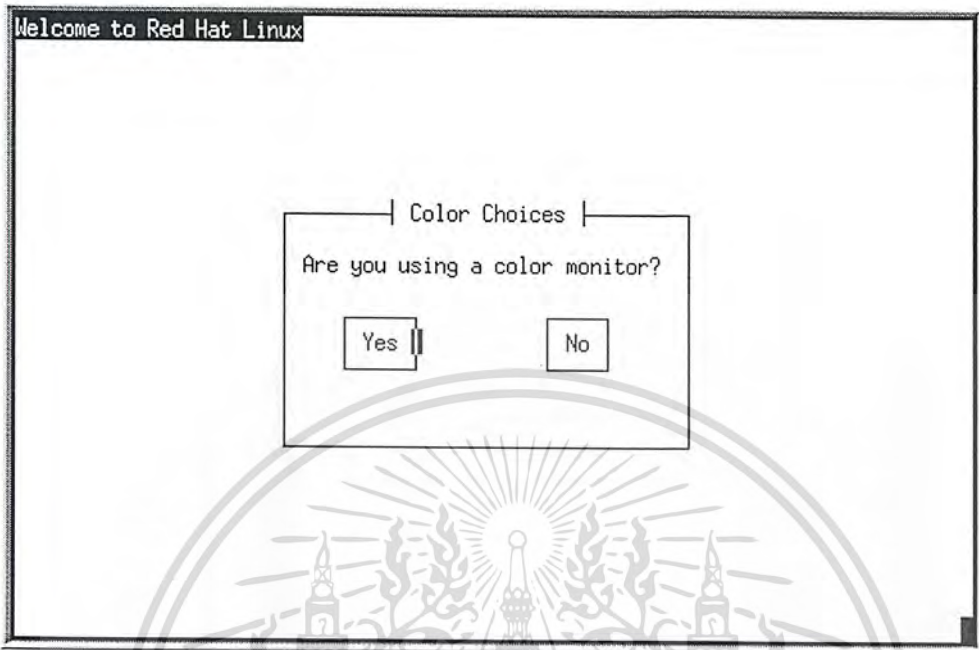 Welcome to Red Hat Linux
Color Choices
Are you using a color monitor?
Yes No